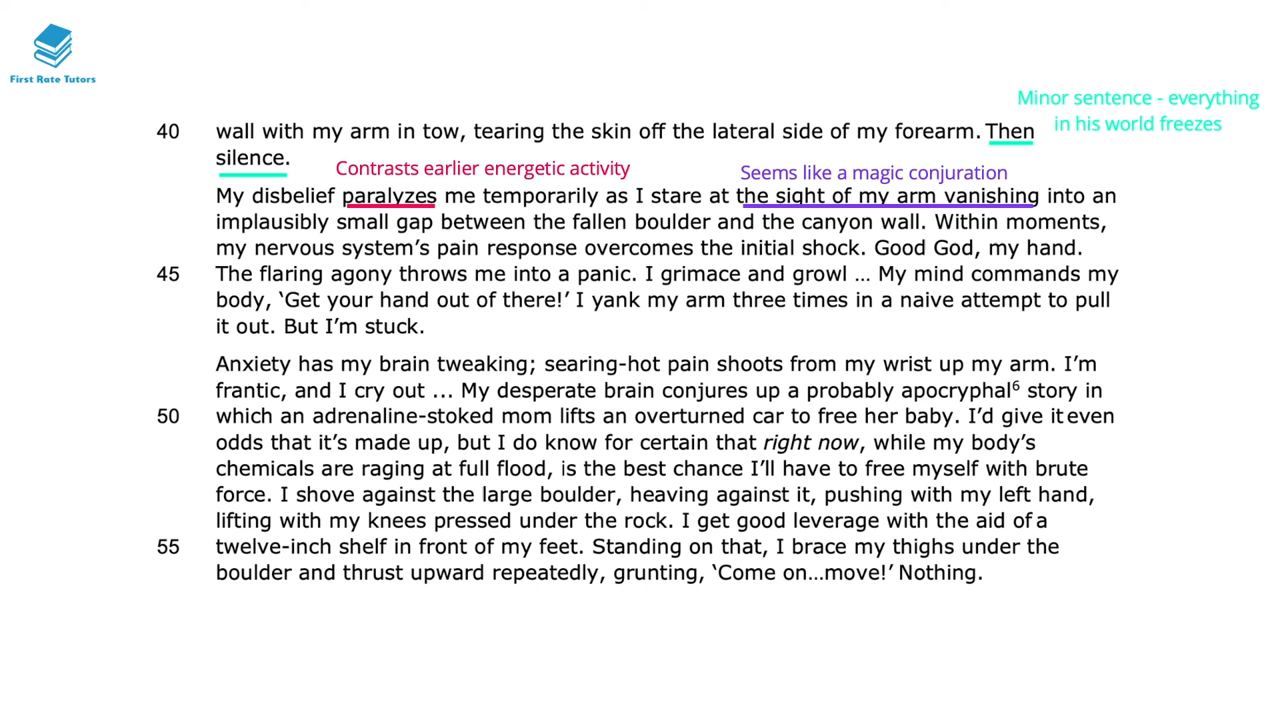 First Rate Tutors
Minor sentence - everything
in his world freezes
40 wall with my arm in tow, tearing the skin off the lateral side of my forearm. Then
silence.
Contrasts earlier energetic activity
Seems like a magic conjuration
My disbelief paralyzes me temporarily as I stare at the sight of my arm vanishing into an
implausibly small gap between the fallen boulder and the canyon wall. Within moments,
my nervous system’s pain response overcomes the initial shock. Good God, my hand.
45 The flaring agony throws me into a panic. I grimace and growl … My mind commands my
body, ‘Get your hand out of there!’ I yank my arm three times in a naive attempt to pull
it out. But I’m stuck.
Anxiety has my brain tweaking; searing-hot pain shoots from my wrist up my arm. I’m
frantic, and I cry out … My desperate brain conjures up a probably apocryphal⁶ story in
50 which an adrenaline-stoked mom lifts an overturned car to free her baby. I’d give it even
odds that it’s made up, but I do know for certain that right now, while my body’s
chemicals are raging at full flood, is the best chance I’ll have to free myself with brute
force. I shove against the large boulder, heaving against it, pushing with my left hand,
lifting with my knees pressed under the rock. I get good leverage with the aid of a
55 twelve-inch shelf in front of my feet. Standing on that, I brace my thighs under the
boulder and thrust upward repeatedly, grunting, ‘Come on…move!’ Nothing.